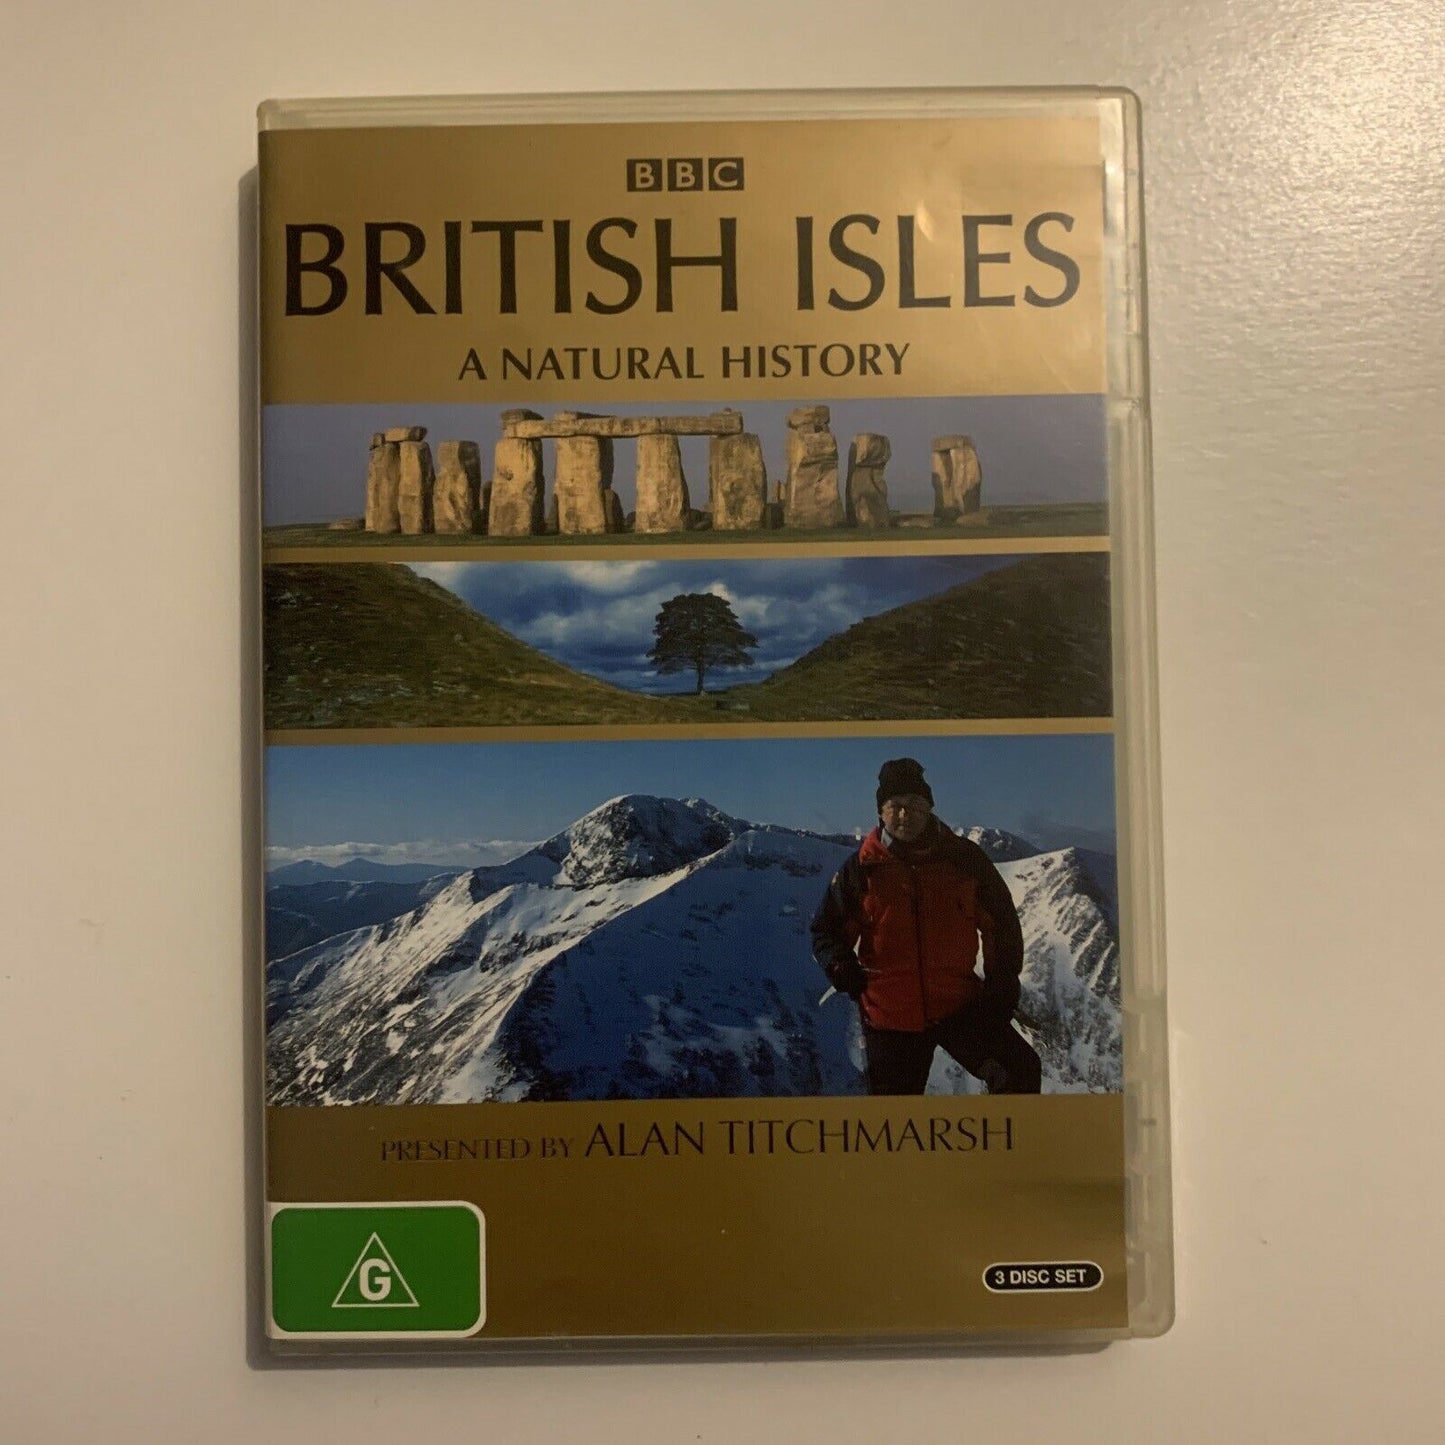 BBC
BRITISH ISLES
A NATURAL HISTORY
PRESENTED BY ALAN TITCHMARSH
G
3 DISC SET